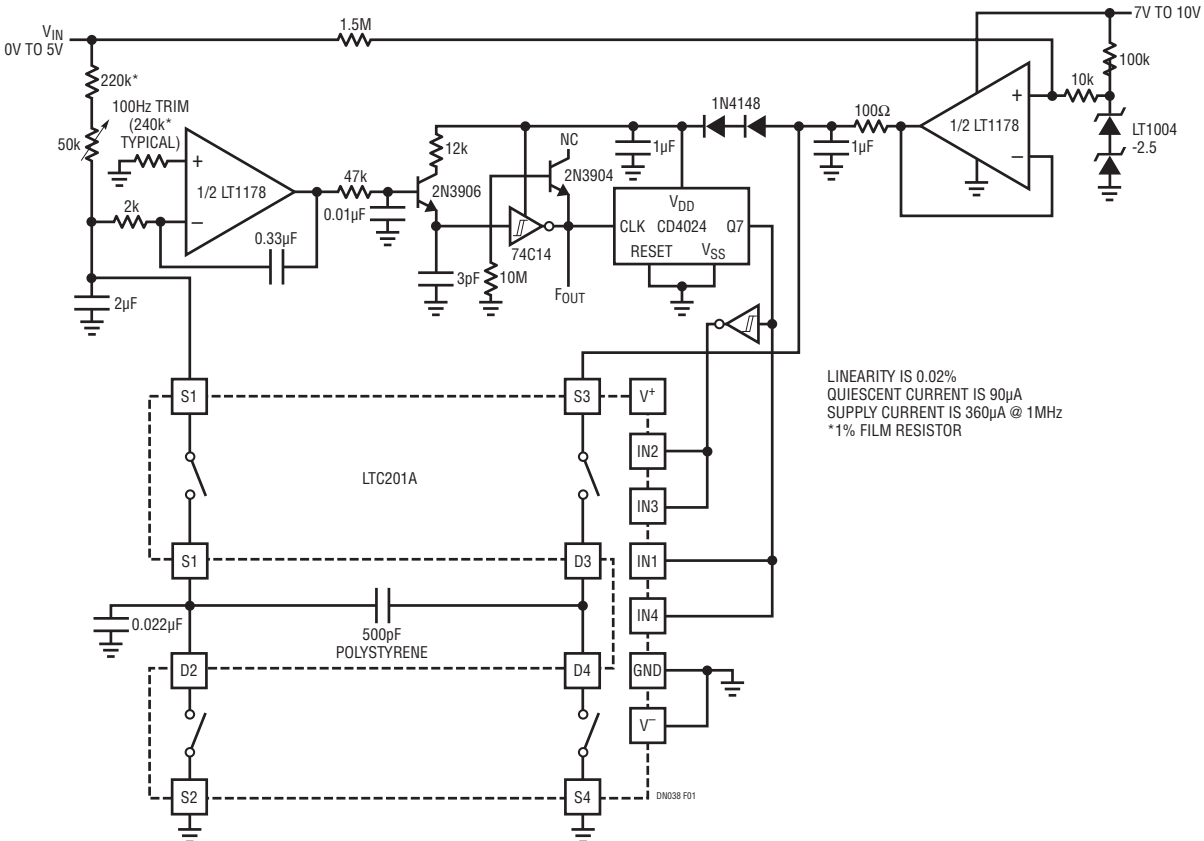 VIN
0V TO 5V
1.5M
7V TO 10V
220k*
100Hz TRIM
(240k*
TYPICAL)
50k
+
1/2 LT1178
−
2k
0.33µF
2µF
47k
0.01µF
12k
2N3906
3pF
74C14
10M
NC
2N3904
FOUT
1µF
1N4148
1µF
100Ω
VDD
CLK CD4024 Q7
RESET VSS
+
1/2 LT1178
−
10k
100k
LT1004
-2.5
S1
S3
V+
IN2
LTC201A
IN3
S1
D3
IN1
IN4
0.022µF
500pF
POLYSTYRENE
D2
D4
GND
V−
S2
S4
DN038 F01
LINEARITY IS 0.02%
QUIESCENT CURRENT IS 90µA
SUPPLY CURRENT IS 360µA @ 1MHz
*1% FILM RESISTOR